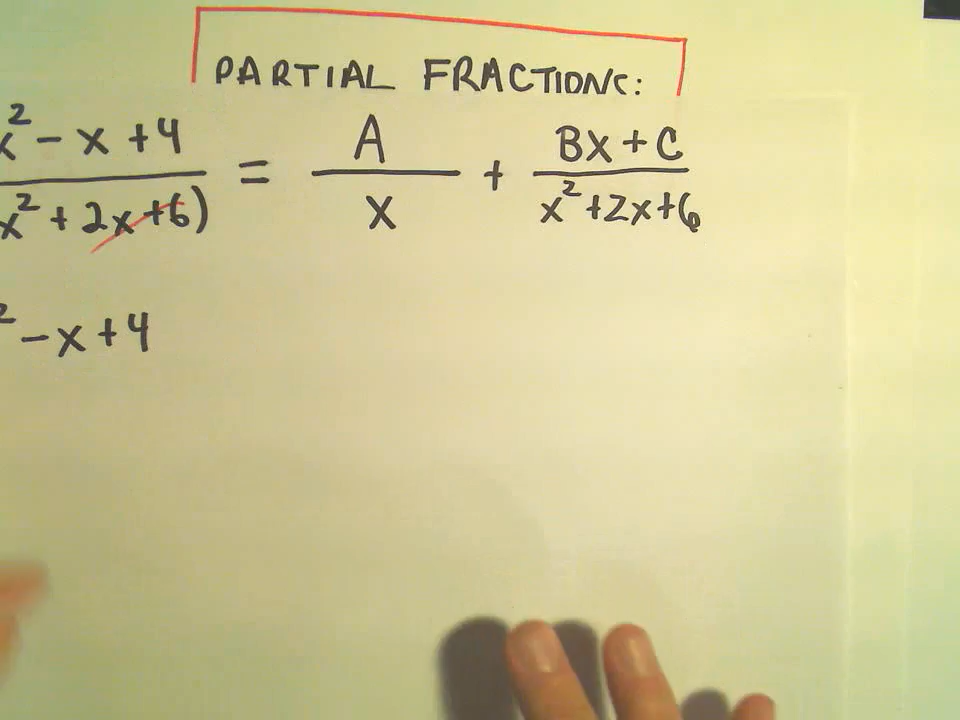 PARTIAL FRACTIONS:
x² - x + 4 / x² + 2x + 6) = A / x + Bx + C / x² + 2x + 6
² - x + 4